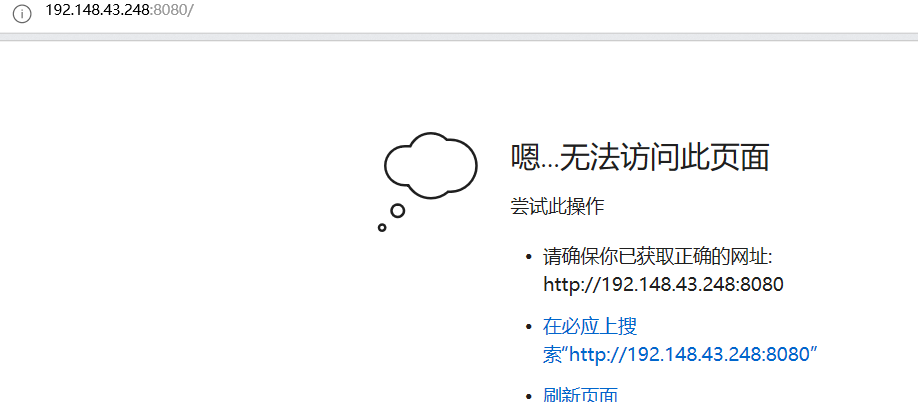 192.148.43.248:8080/
嗯...无法访问此页面
尝试此操作
请确保你已获取正确的网址:
http://192.148.43.248:8080
在必应上搜
索“http://192.148.43.248:8080”
刷新页面